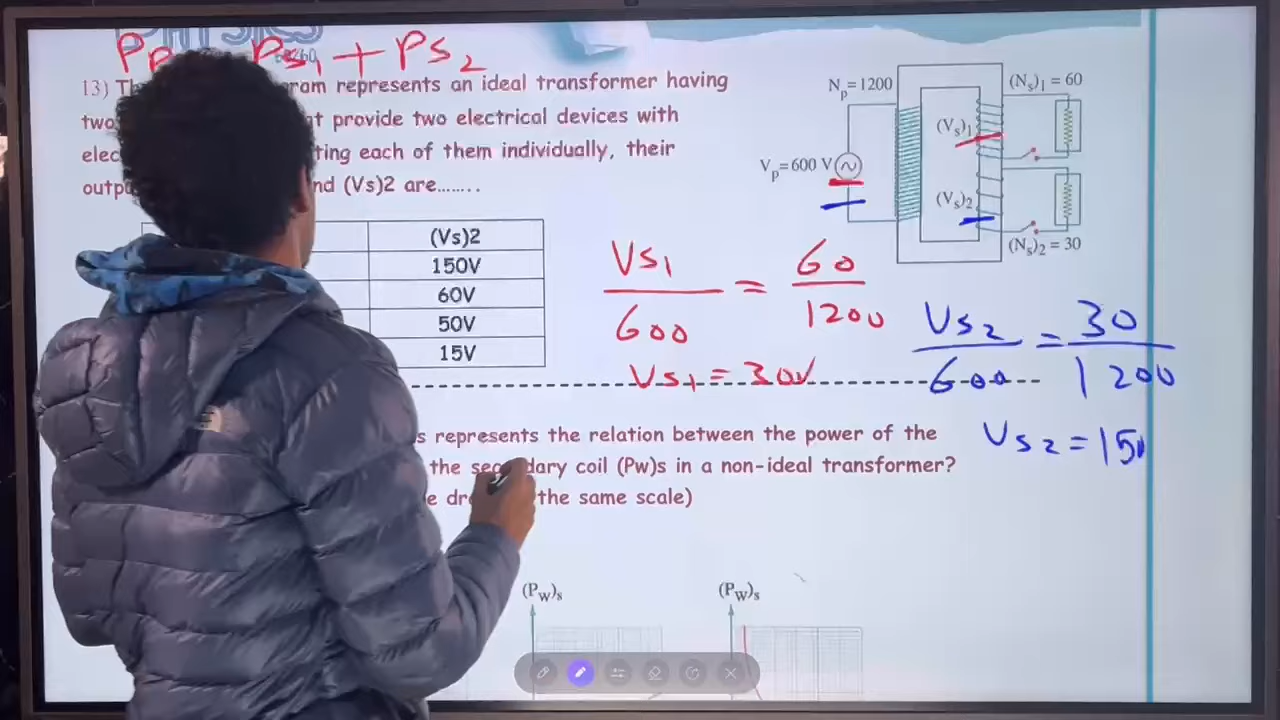 PHYSICS
Ps1 + Ps2
13) Th ram represents an ideal transformer having
two t provide two electrical devices with
elec ting each of them individually, their
outp nd (Vs)2 are........
(Vs)2
150V
60V
50V
15V
Np=1200
(Ns)1 = 60
(Vs)1
Vp=600 V
(Vs)2
(Ns)2 = 30
Vs1 / 600 = 60 / 1200
Vs1 = 30V
Vs2 / 600 = 30 / 1200
Vs2 = 15V
s represents the relation between the power of the
the secondary coil (Pw)s in a non-ideal transformer?
the same scale)
(Pw)s
(Pw)s